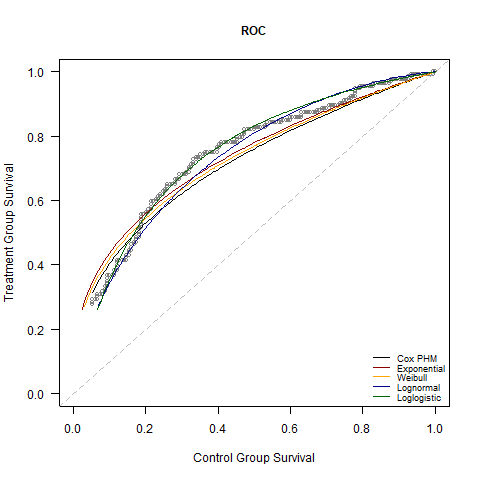 ROC
Treatment Group Survival
1.0
0.8
0.6
0.4
0.2
0.0
Cox PHM
Exponential
Weibull
Lognormal
Loglogistic
0.0 0.2 0.4 0.6 0.8 1.0
Control Group Survival